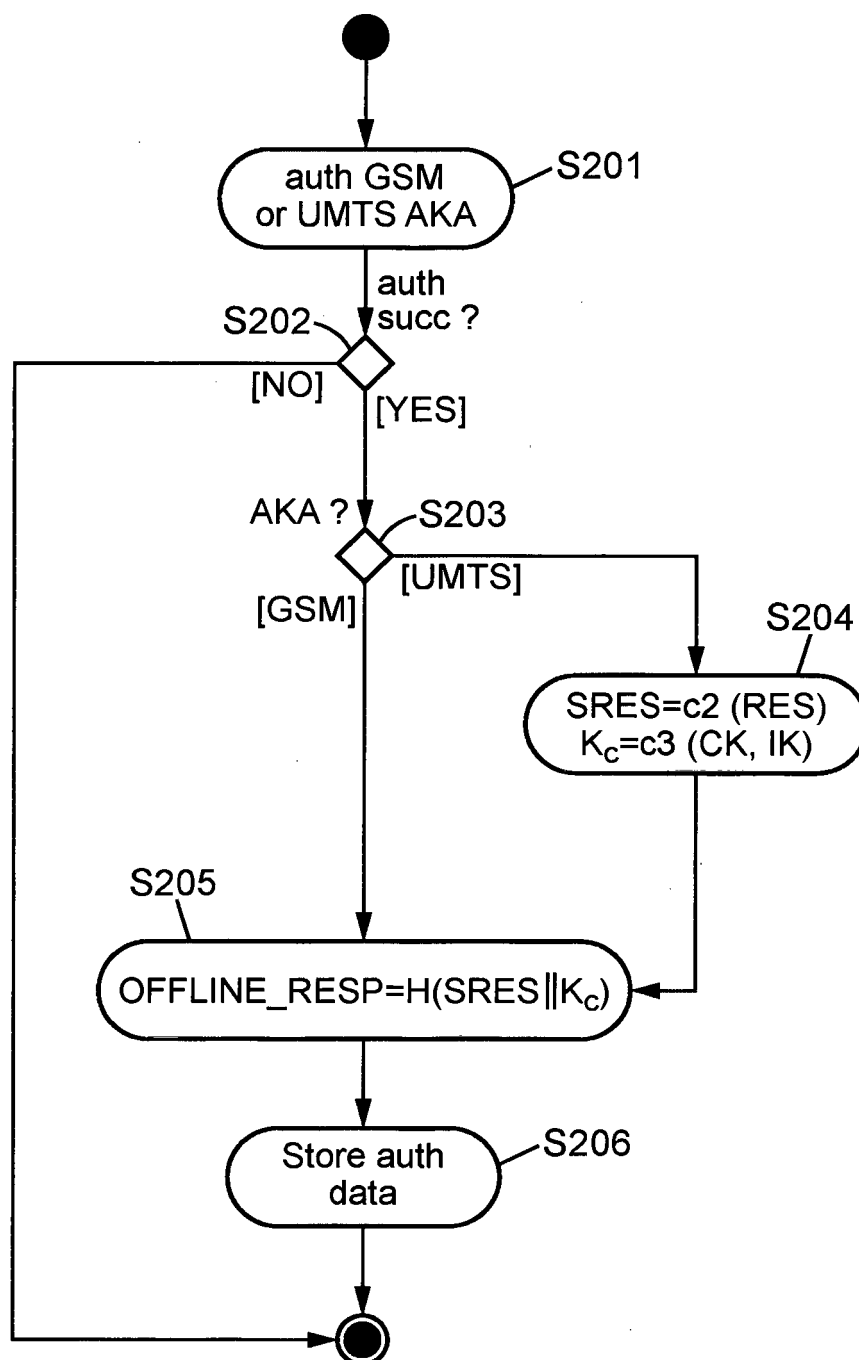 auth GSM
or UMTS AKA
S201
auth
succ ?
S202
[NO]
[YES]
AKA ?
S203
[UMTS]
[GSM]
S204
SRES=c2 (RES)
Kc=c3 (CK, IK)
S205
OFFLINE_RESP=H(SRES||Kc)
S206
Store auth
data